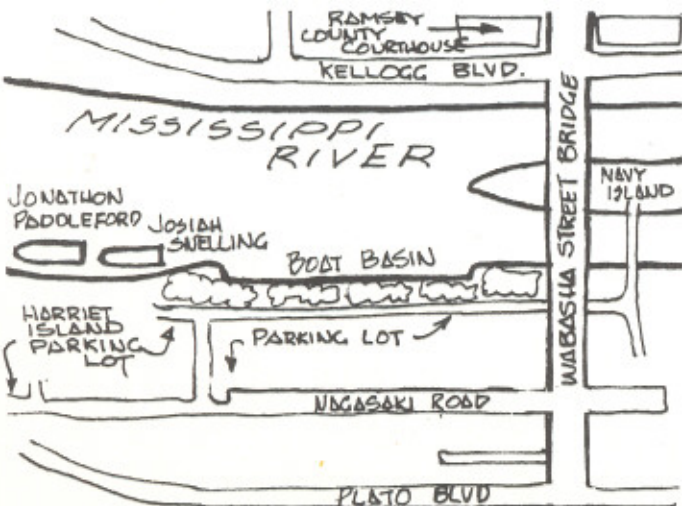 RAMSEY
COUNTY
COURTHOUSE
KELLOGG BLVD.
MISSISSIPPI
RIVER
WABASHA STREET BRIDGE
NAVY
ISLAND
JONATHON
PADDLEFORD
JOSIAH
SNELLING
BOAT BASIN
HARRIET
ISLAND
PARKING
LOT
PARKING LOT
NAGASAKI ROAD
PLATO BLVD